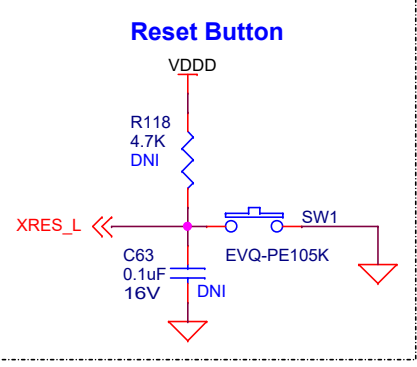 Reset Button
VDDD
R118
4.7K
DNI
XRES_L
SW1
C63
EVQ-PE105K
0.1uF
16V
DNI